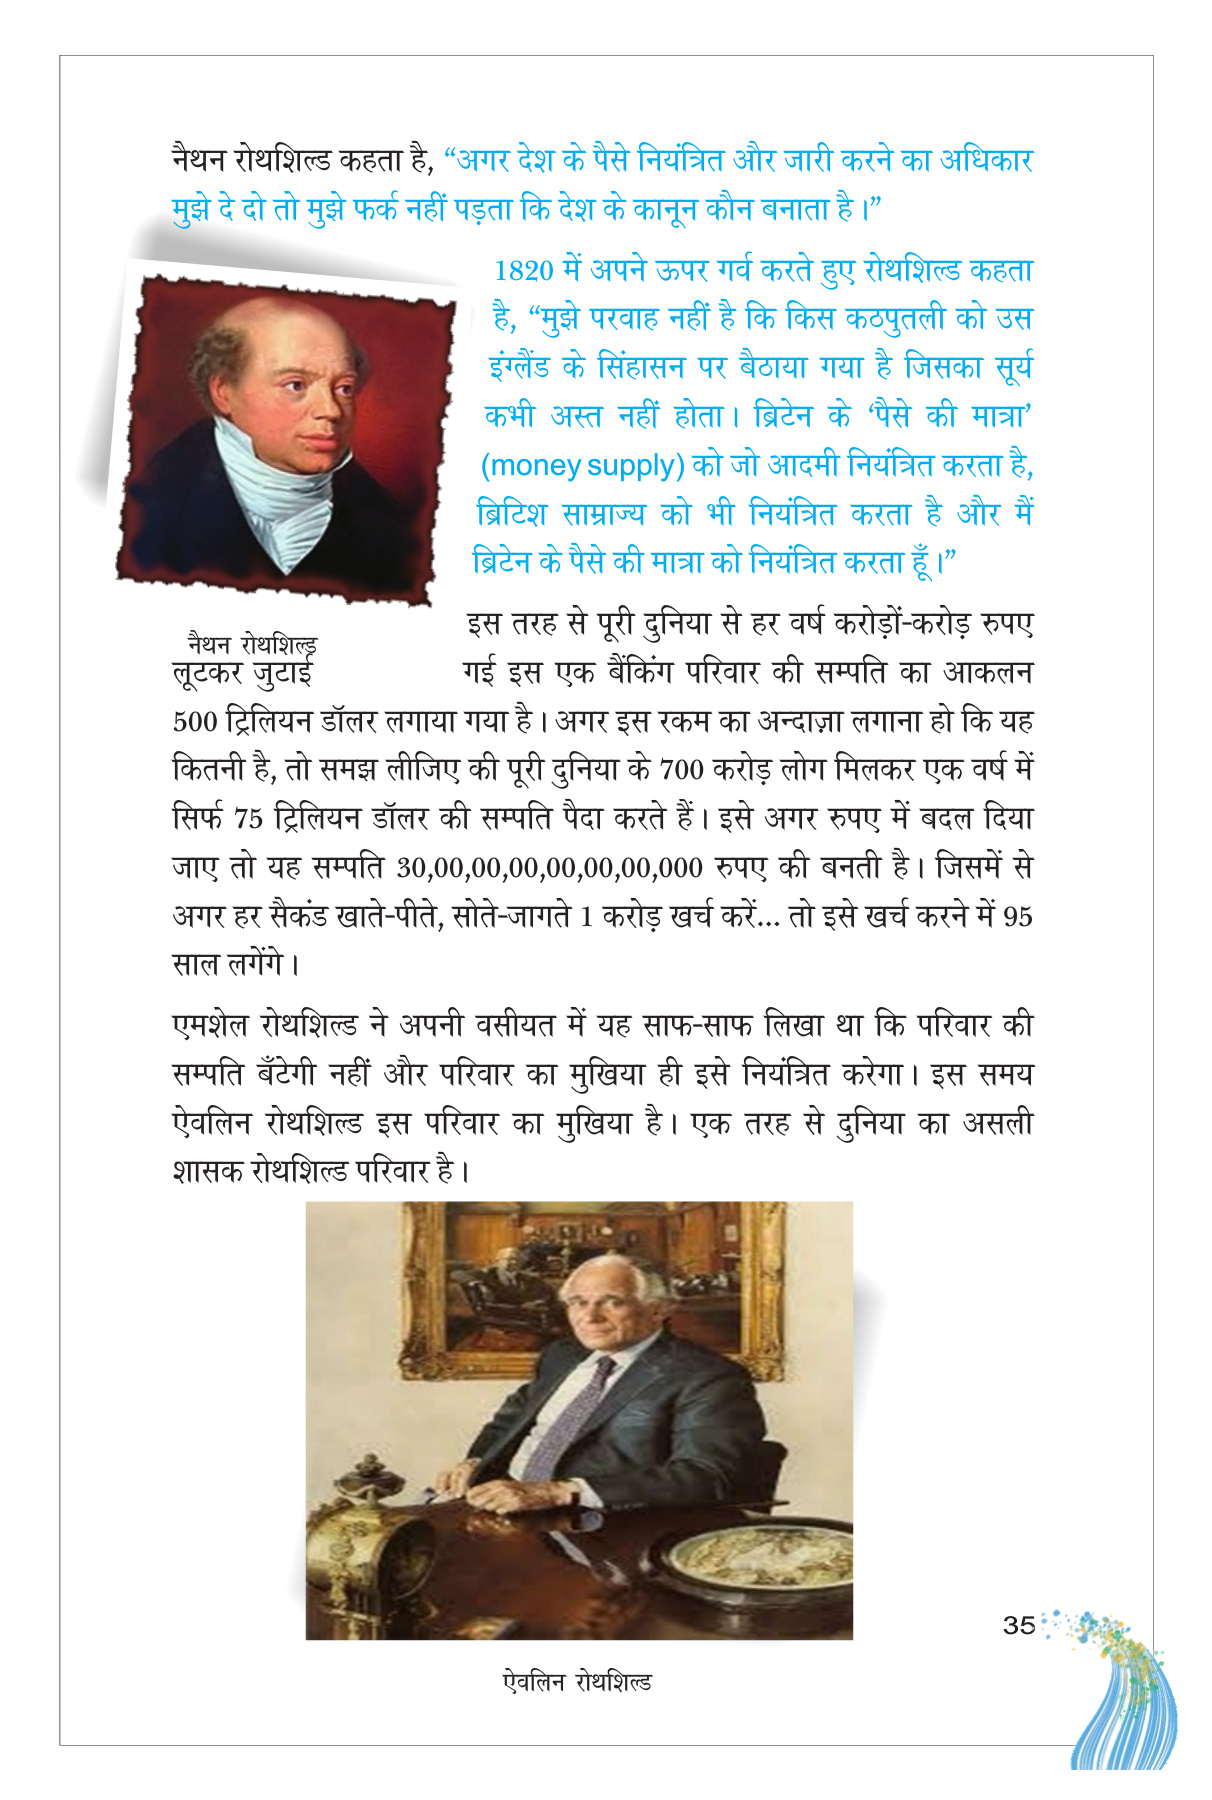 नैथन रोथशिल्ड कहता है, “अगर देश के पैसे नियंत्रित और जारी करने का अधिकार
मुझे दे दो तो मुझे फर्क नहीं पड़ता कि देश के कानून कौन बनाता है।”
1820 में अपने ऊपर गर्व करते हुए रोथशिल्ड कहता
है, “मुझे परवाह नहीं है कि किस कठपुतली को उस
इंग्लैंड के सिंहासन पर बैठाया गया है जिसका सूर्य
कभी अस्त नहीं होता। ब्रिटेन के ‘पैसे की मात्रा’
(money supply) को जो आदमी नियंत्रित करता है,
ब्रिटिश साम्राज्य को भी नियंत्रित करता है और मैं
ब्रिटेन के पैसे की मात्रा को नियंत्रित करता हूँ।”
नैथन रोथशिल्ड
इस तरह से पूरी दुनिया से हर वर्ष करोड़ों-करोड़ रुपए
लूटकर जुटाई गई इस एक बैंकिंग परिवार की सम्पति का आकलन
500 ट्रिलियन डॉलर लगाया गया है। अगर इस रकम का अन्दाज़ा लगाना हो कि यह
कितनी है, तो समझ लीजिए की पूरी दुनिया के 700 करोड़ लोग मिलकर एक वर्ष में
सिर्फ 75 ट्रिलियन डॉलर की सम्पति पैदा करते हैं। इसे अगर रुपए में बदल दिया
जाए तो यह सम्पति 30,00,00,00,00,00,00,000 रुपए की बनती है। जिसमें से
अगर हर सैकंड खाते-पीते, सोते-जागते 1 करोड़ खर्च करें... तो इसे खर्च करने में 95
साल लगेंगे।
एमशेल रोथशिल्ड ने अपनी वसीयत में यह साफ-साफ लिखा था कि परिवार की
सम्पति बँटेगी नहीं और परिवार का मुखिया ही इसे नियंत्रित करेगा। इस समय
ऐवलिन रोथशिल्ड इस परिवार का मुखिया है। एक तरह से दुनिया का असली
शासक रोथशिल्ड परिवार है।
35
ऐवलिन रोथशिल्ड